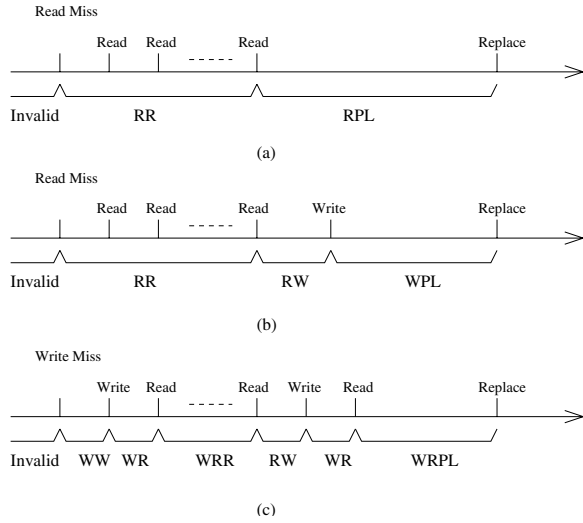 Read Miss
Read Read Read Replace
Invalid RR RPL
(a)
Read Miss
Read Read Read Write Replace
Invalid RR RW WPL
(b)
Write Miss
Write Read Read Write Read Replace
Invalid WW WR WRR RW WR WRPL
(c)